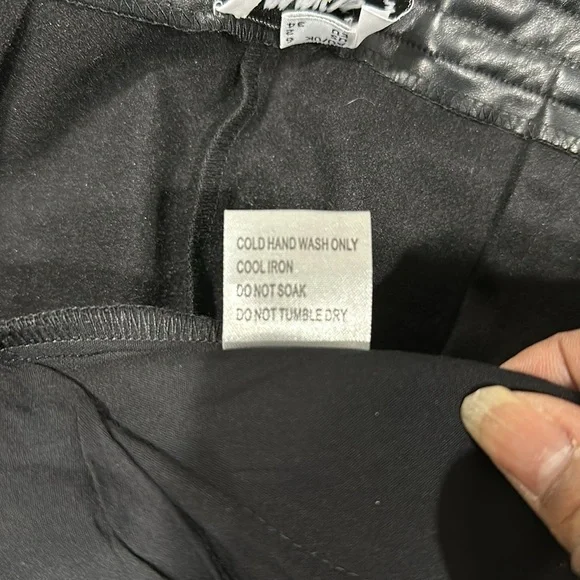 COLD HAND WASH ONLY
COOL IRON
DO NOT SOAK
DO NOT TUMBLE DRY